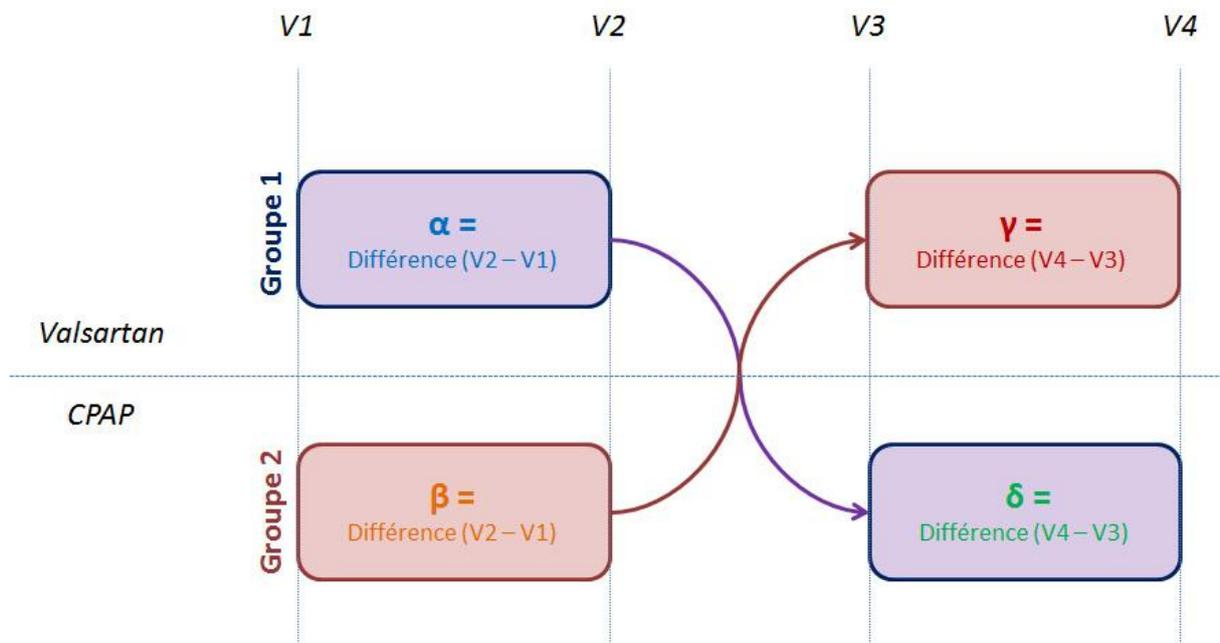 V1
V2
V3
V4
Groupe 1
α =
Différence (V2 – V1)
γ =
Différence (V4 – V3)
Valsartan
CPAP
Groupe 2
β =
Différence (V2 – V1)
δ =
Différence (V4 – V3)